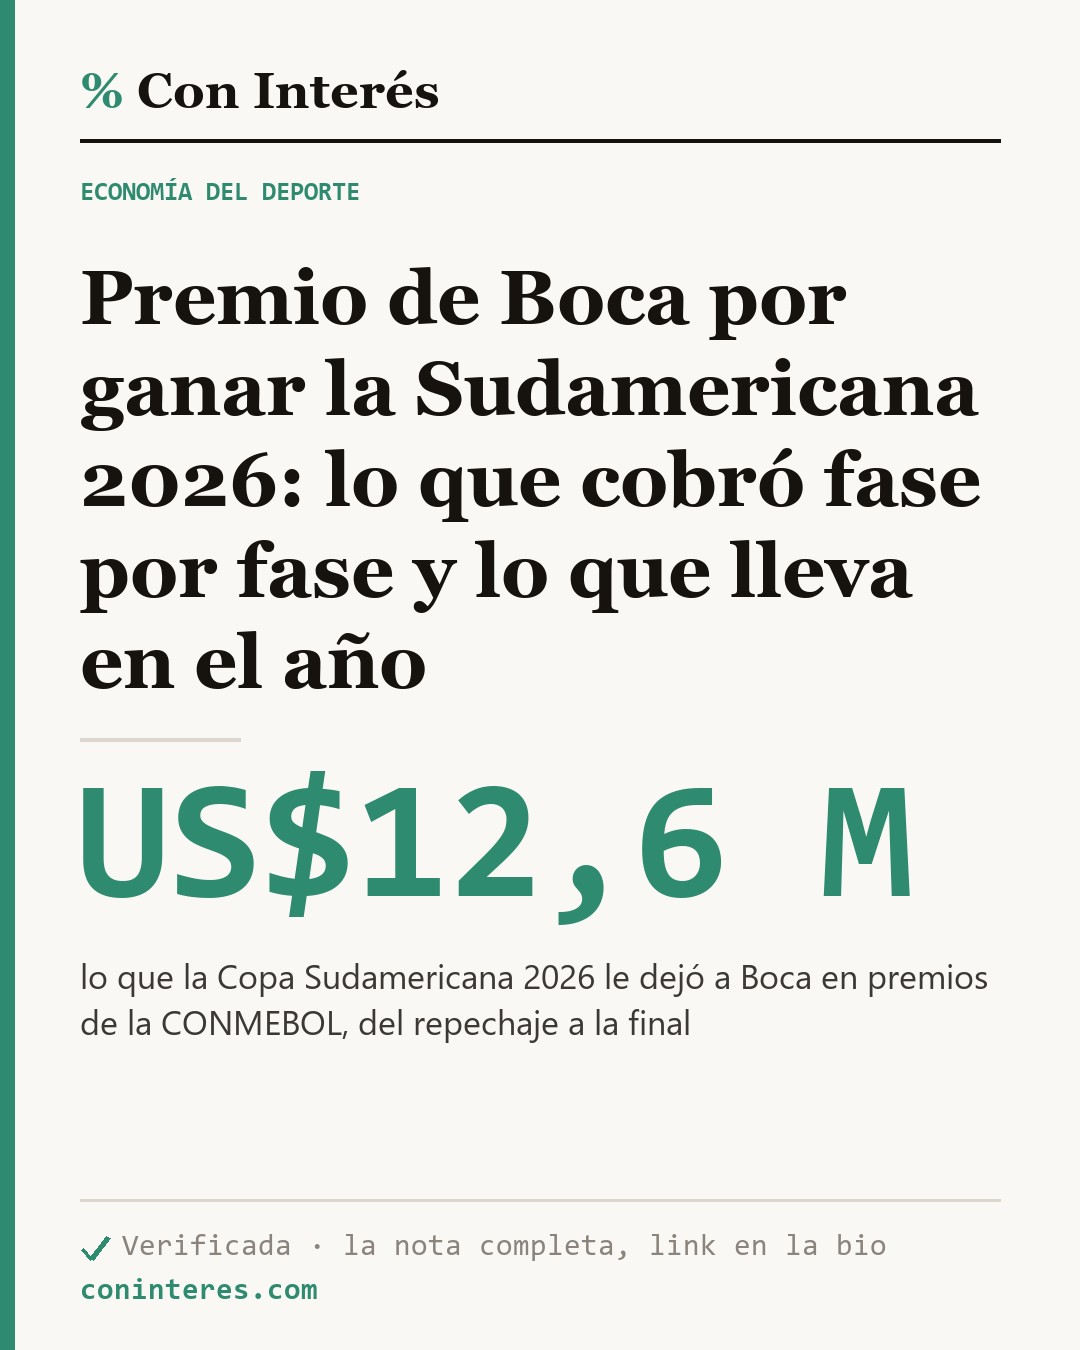 % Con Interés
ECONOMÍA DEL DEPORTE
Premio de Boca por
ganar la Sudamericana
2026: lo que cobró fase
por fase y lo que lleva
en el año
US$12,6 M
lo que la Copa Sudamericana 2026 le dejó a Boca en premios
de la CONMEBOL, del repechaje a la final
✓ Verificada · la nota completa, link en la bio
coninteres.com